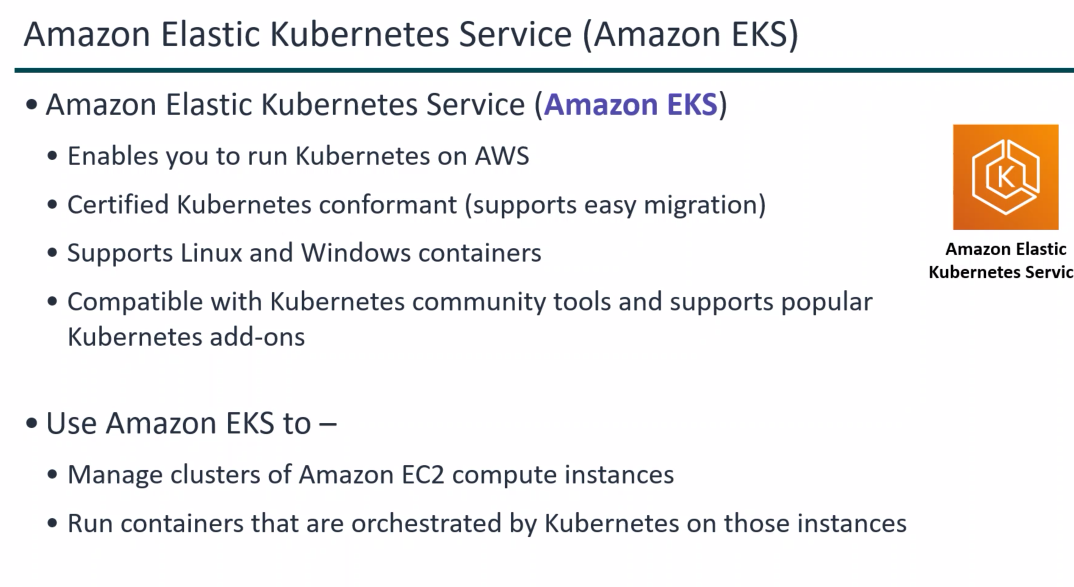 Amazon Elastic Kubernetes Service (Amazon EKS)
• Amazon Elastic Kubernetes Service (Amazon EKS)
• Enables you to run Kubernetes on AWS
• Certified Kubernetes conformant (supports easy migration)
• Supports Linux and Windows containers
• Compatible with Kubernetes community tools and supports popular
Kubernetes add-ons
K
Amazon Elastic
Kubernetes Servic
• Use Amazon EKS to –
• Manage clusters of Amazon EC2 compute instances
• Run containers that are orchestrated by Kubernetes on those instances